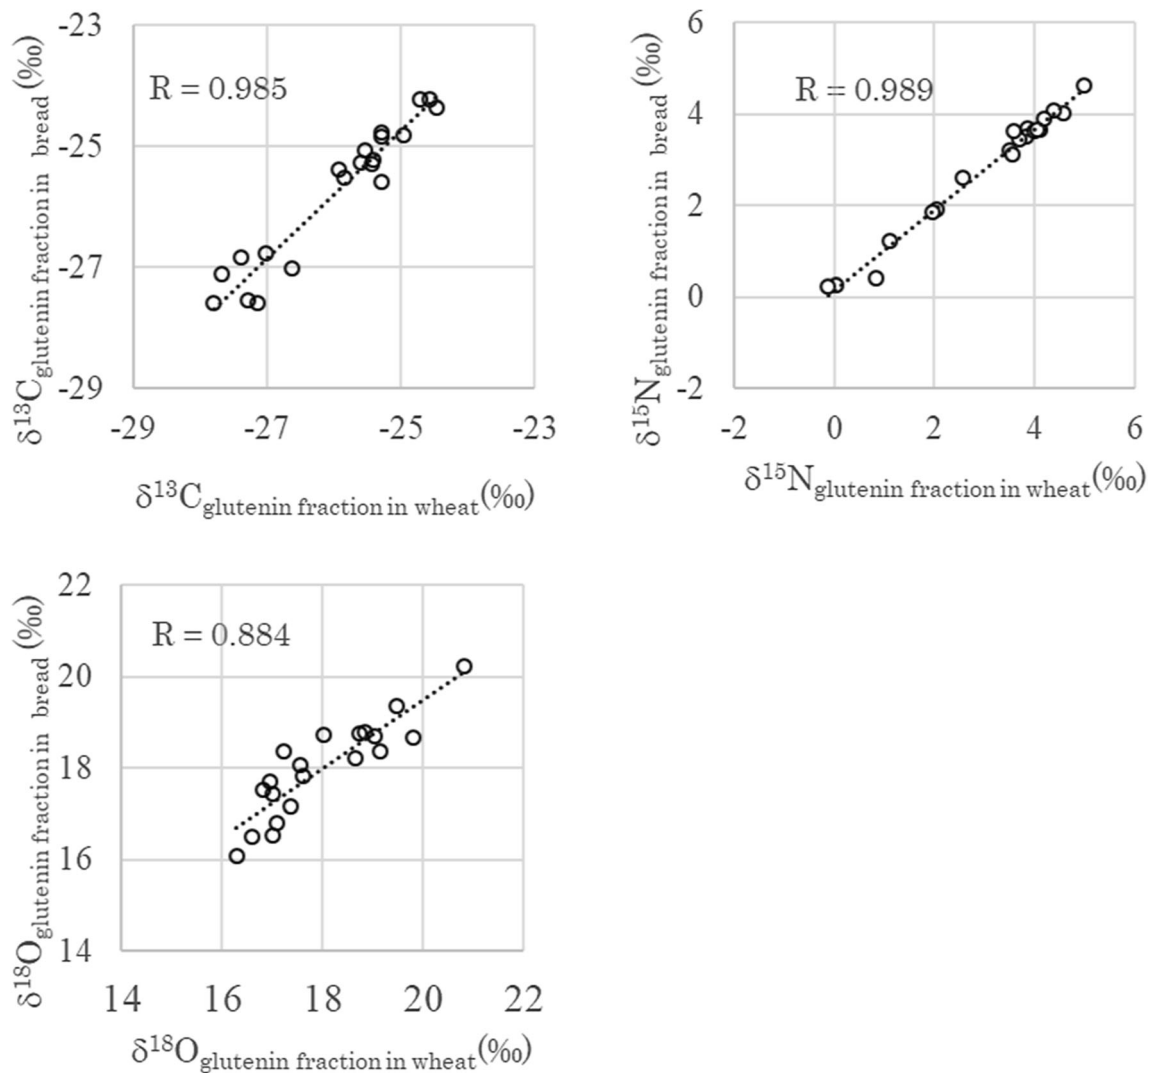 δ13Cglutenin fraction in bread(‰)
-23
-25
-27
-29
R = 0.985
-29 -27 -25 -23
δ13Cglutenin fraction in wheat(‰)
δ15Nglutenin fraction in bread(‰)
6
4
2
0
-2
R = 0.989
-2 0 2 4 6
δ15Nglutenin fraction in wheat(‰)
δ18Oglutenin fraction in bread(‰)
22
20
18
16
14
R = 0.884
14 16 18 20 22
δ18Oglutenin fraction in wheat(‰)